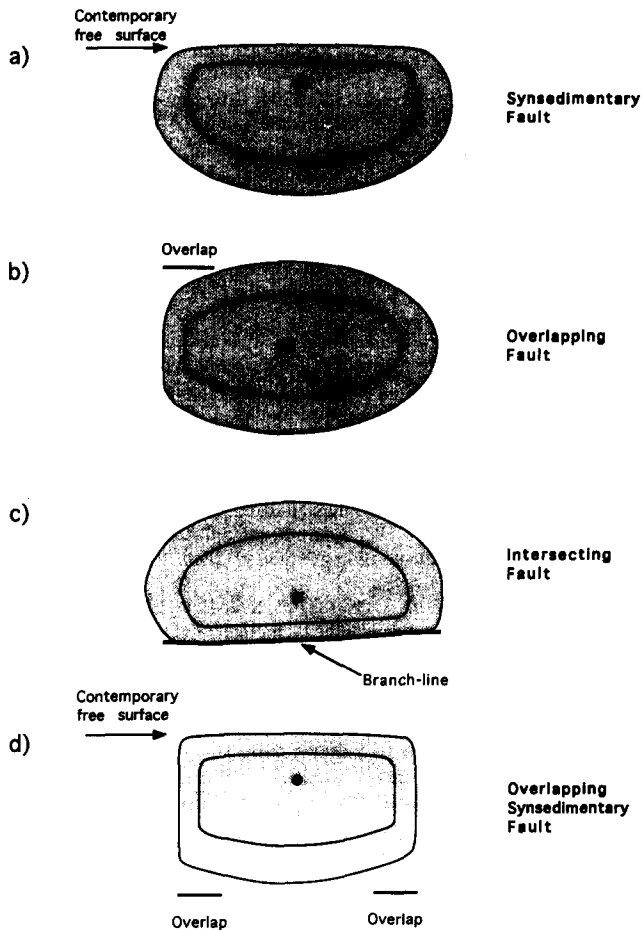 Contemporary
free surface
a)
Synsedimentary
Fault
Overlap
b)
Overlapping
Fault
c)
Intersecting
Fault
Branch-line
Contemporary
free surface
d)
Overlapping
Synsedimentary
Fault
Overlap
Overlap